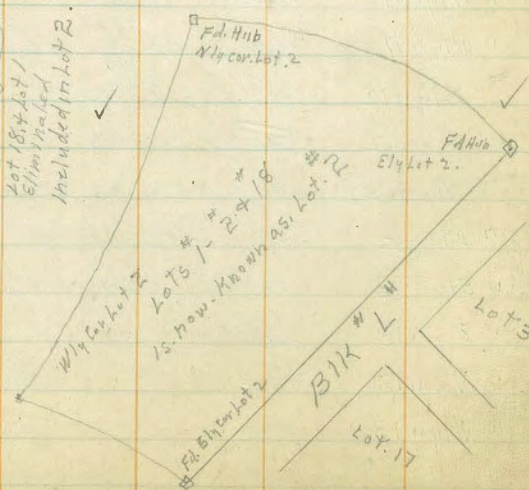 Lot 18, & Lot 1
Eliminated
Included in Lot 2
Fd. Hub
Nly cor. Lot. 2
Fd Hub
Ely Lot 2.
Wly Cor Lot 2
Lots #1- #2 & #18
is. now. Known as. Lot. #2
Blk "L"
Lot 3
Lot. 17
Fd. Sly Cor Lot 2